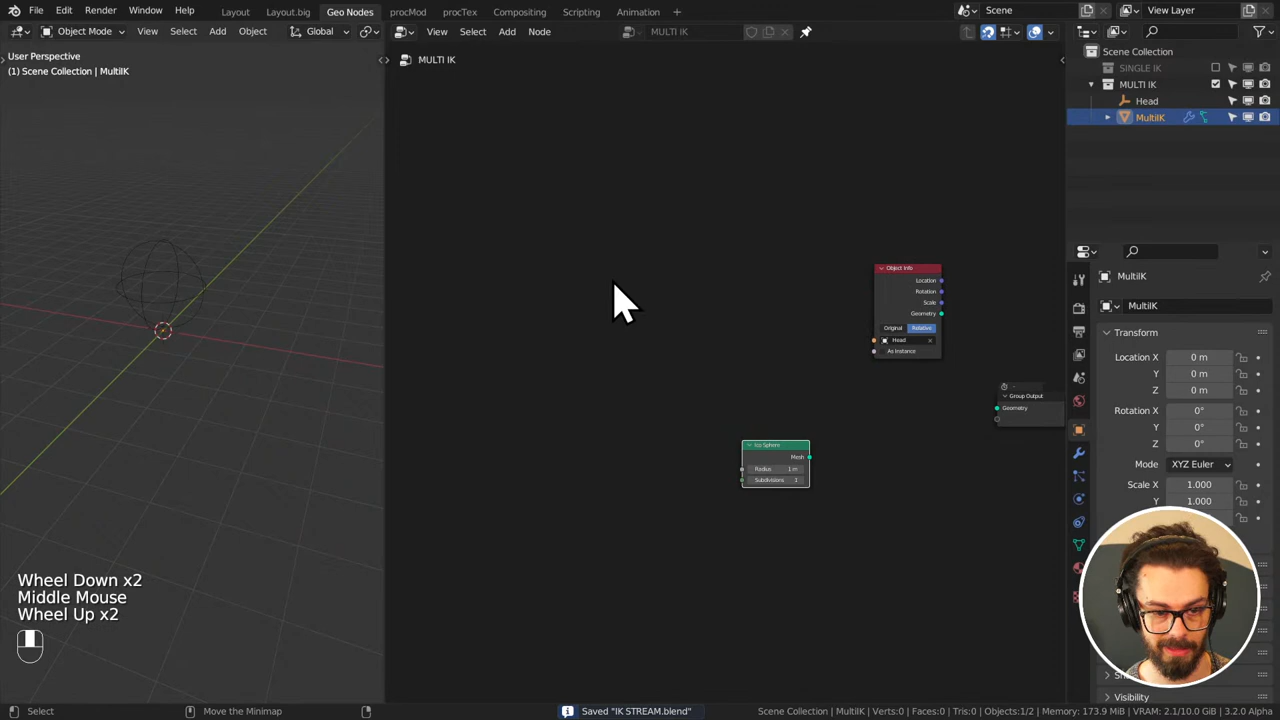 File Edit Render Window Help Layout Layout.big Geo Nodes procMod procTex Compositing Scripting Animation + Scene View Layer
Object Mode View Select Add Object Global View Select Add Node MULTI IK
User Perspective
(1) Scene Collection | MultiIK
MULTI IK
Scene Collection
SINGLE IK
MULTI IK
Head
MultiIK
Object Info
Location
Rotation
Scale
Geometry
Original Relative
Head
As Instance
Group Output
Geometry
Ico Sphere
Mesh
Radius 1 m
Subdivisions 1
MultiIK
MultiIK
Transform
Location X 0 m
Y 0 m
Z 0 m
Rotation X 0°
Y 0°
Z 0°
Mode XYZ Euler
Scale X 1.000
Y 1.000
Visibility
Wheel Down x2
Middle Mouse
Wheel Up x2
Select Move the Minimap Saved "IK STREAM.blend" Scene Collection | MultiIK | Verts:0 | Faces:0 | Tris:0 | Objects:1/2 | Memory: 173.9 MiB | VRAM: 2.1/10.0 GiB | 3.2.0 Alpha